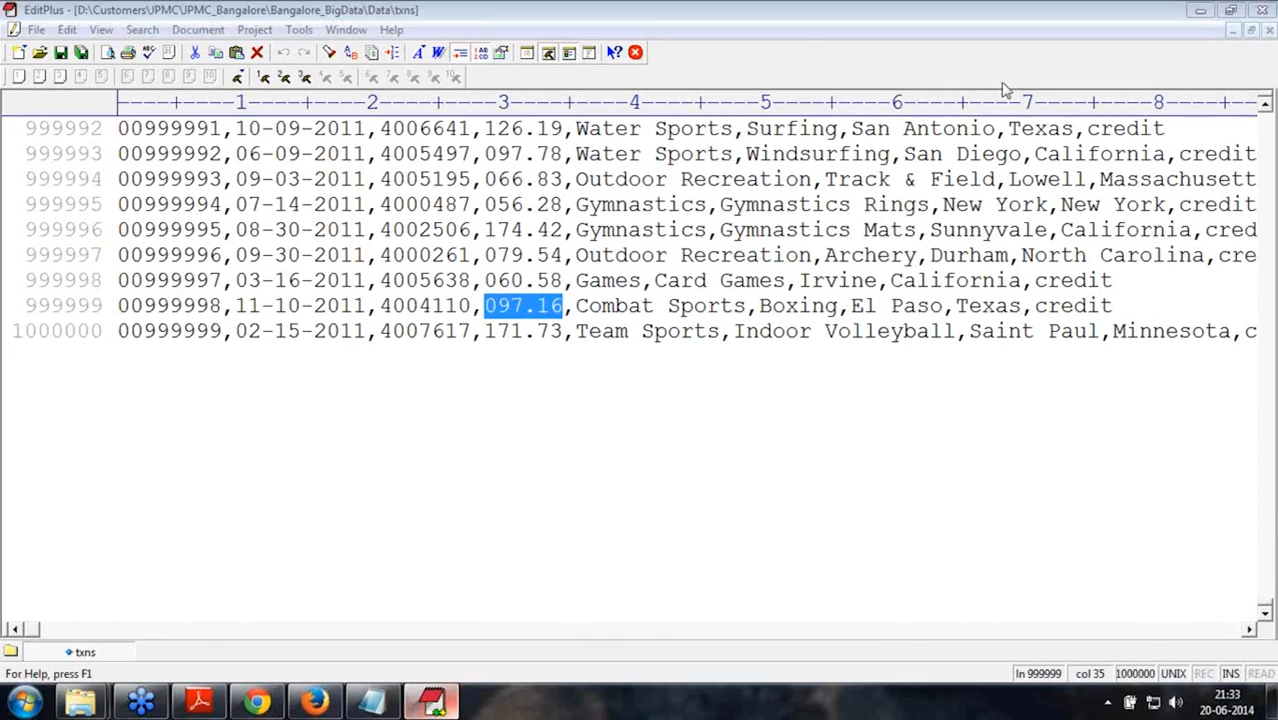 EditPlus - [D:\Customers\JPMC\JPMC_Bangalore\Bangalore_BigData\Data\txns]
File Edit View Search Document Project Tools Window Help
----+----1----+----2----+----3----+----4----+----5----+----6----+----7----+----8----+--
999992 00999991,10-09-2011,4006641,126.19,Water Sports,Surfing,San Antonio,Texas,credit
999993 00999992,06-09-2011,4005497,097.78,Water Sports,Windsurfing,San Diego,California,credit
999994 00999993,09-03-2011,4005195,066.83,Outdoor Recreation,Track & Field,Lowell,Massachusett
999995 00999994,07-14-2011,4000487,056.28,Gymnastics,Gymnastics Rings,New York,New York,credit
999996 00999995,08-30-2011,4002506,174.42,Gymnastics,Gymnastics Mats,Sunnyvale,California,cred
999997 00999996,09-30-2011,4000261,079.54,Outdoor Recreation,Archery,Durham,North Carolina,cre
999998 00999997,03-16-2011,4005638,060.58,Games,Card Games,Irvine,California,credit
999999 00999998,11-10-2011,4004110,097.16,Combat Sports,Boxing,El Paso,Texas,credit
1000000 00999999,02-15-2011,4007617,171.73,Team Sports,Indoor Volleyball,Saint Paul,Minnesota,c
txns
For Help, press F1 ln 999999 col 35 1000000 UNIX REC INS READ
21:33
20-06-2014